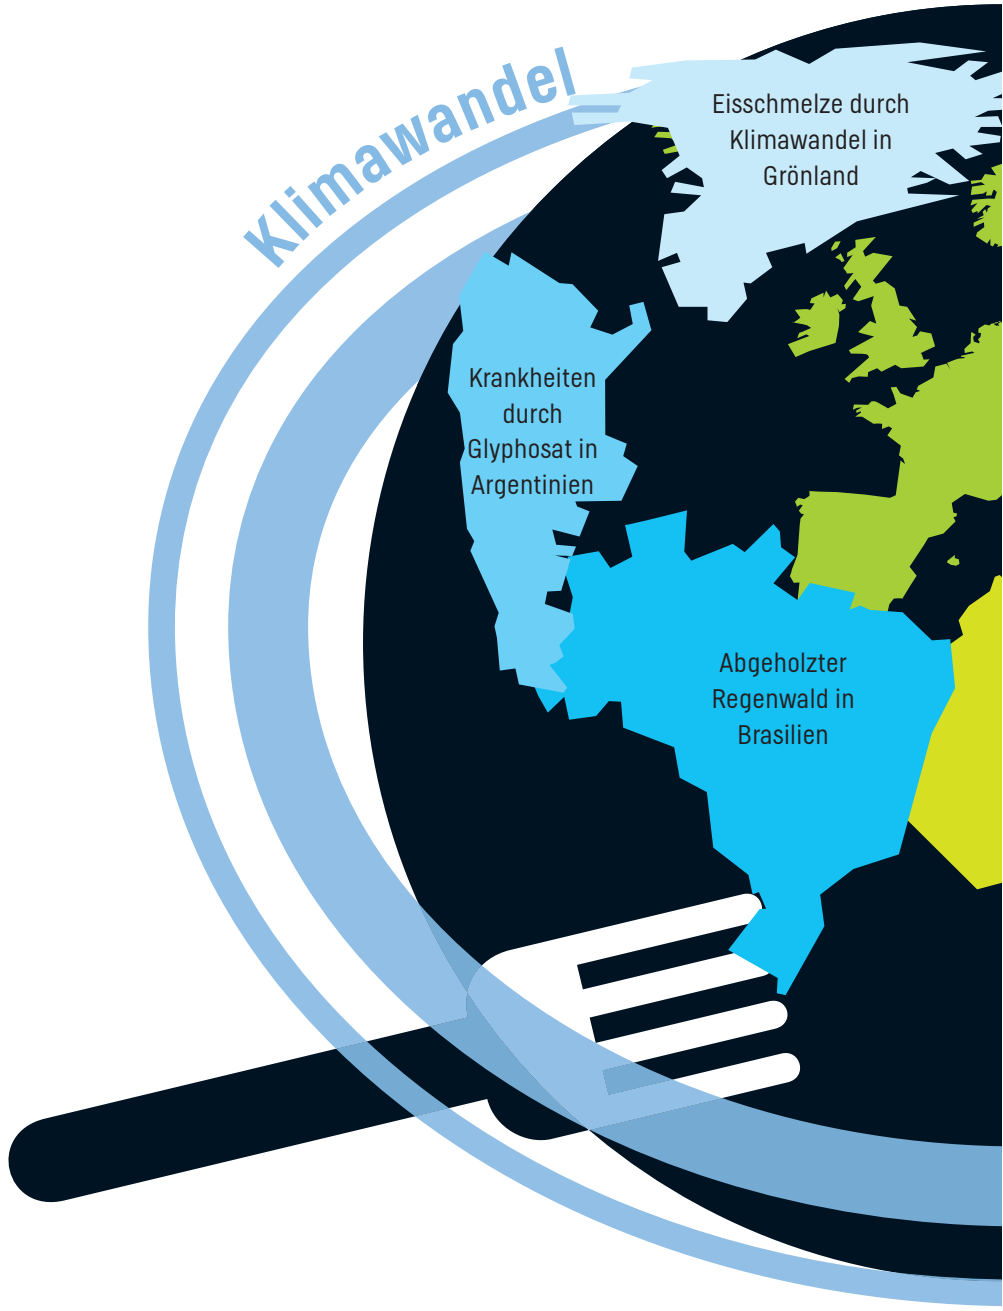 Klimawandel
Eisschmelze durch
Klimawandel in
Grönland
Krankheiten
durch
Glyphosat in
Argentinien
Abgeholzter
Regenwald in
Brasilien